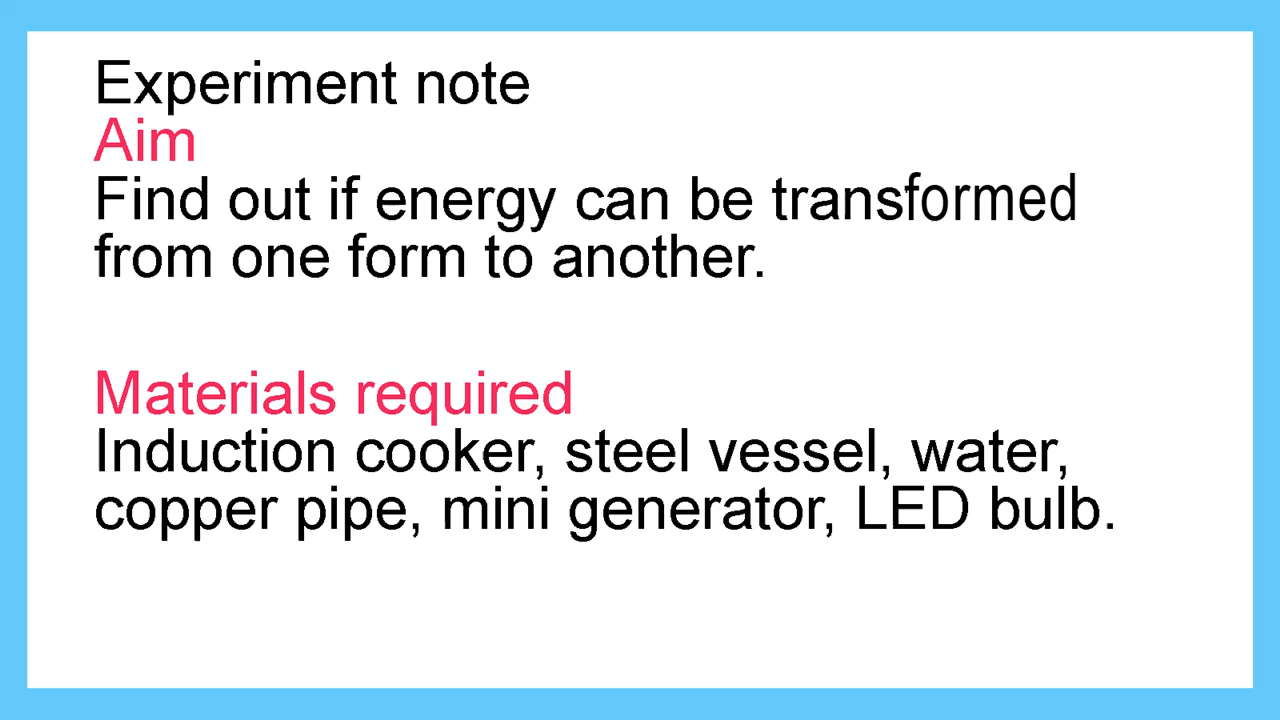 Experiment note
Aim
Find out if energy can be transformed
from one form to another.
Materials required
Induction cooker, steel vessel, water,
copper pipe, mini generator, LED bulb.